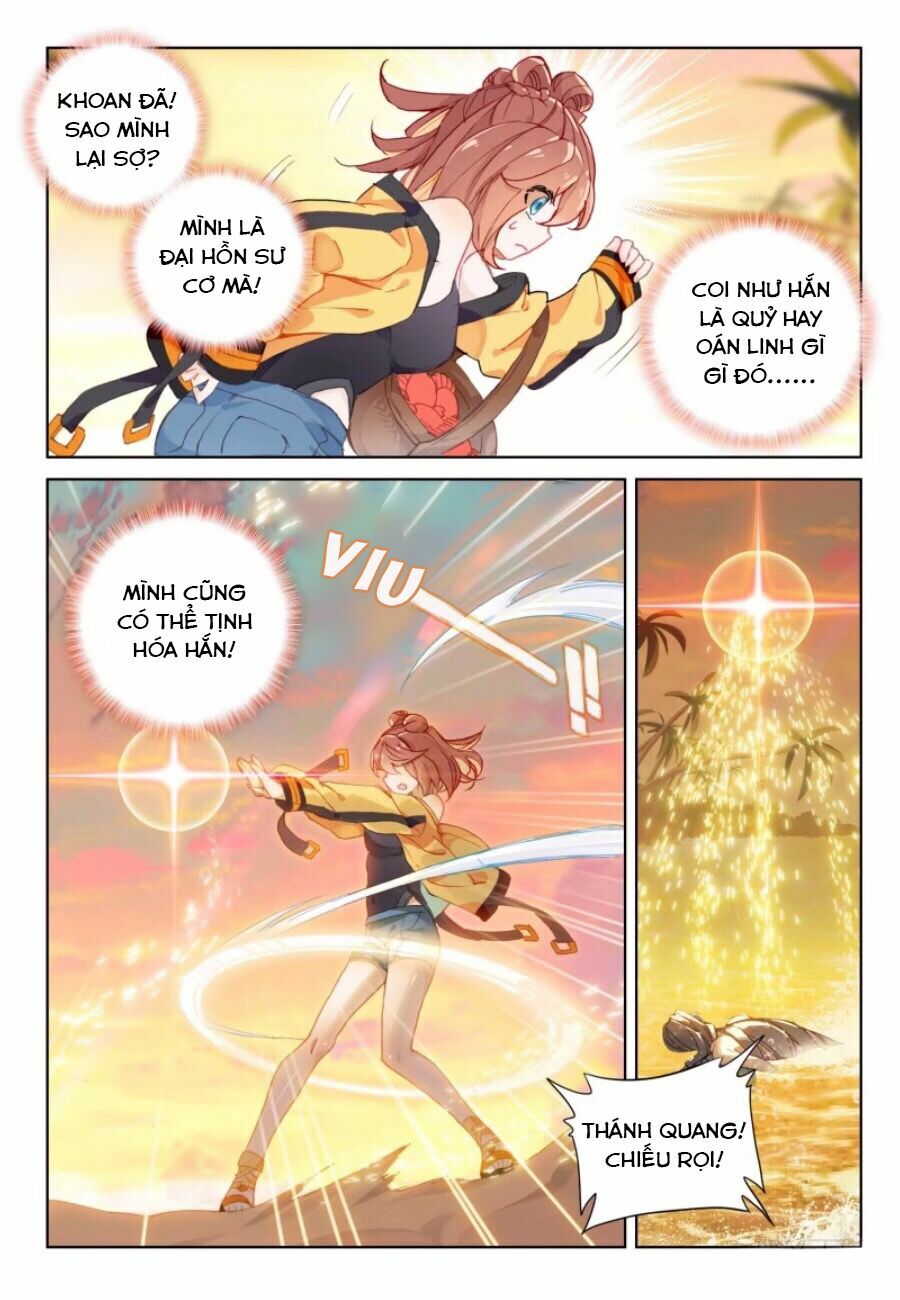 KHOAN ĐÃ!
SAO MÌNH
LẠI SỢ?
MÌNH LÀ
ĐẠI HỒN SƯ
CƠ MÀ!
COI NHƯ HẮN
LÀ QUỶ HAY
OÁN LINH GÌ
GÌ ĐÓ......
MÌNH CŨNG
CÓ THỂ TỊNH
HÓA HẮN!
VIU—!!
THÁNH QUANG!
CHIẾU RỌI!